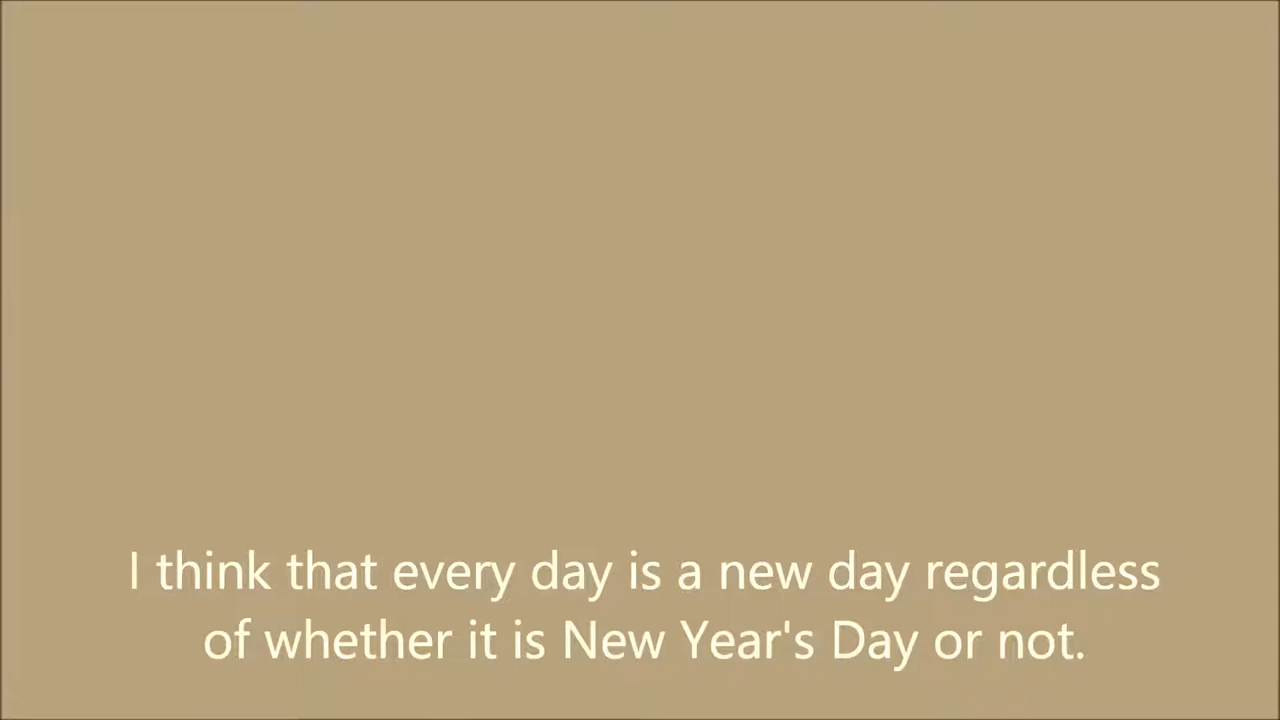 I think that every day is a new day regardless
of whether it is New Year's Day or not.